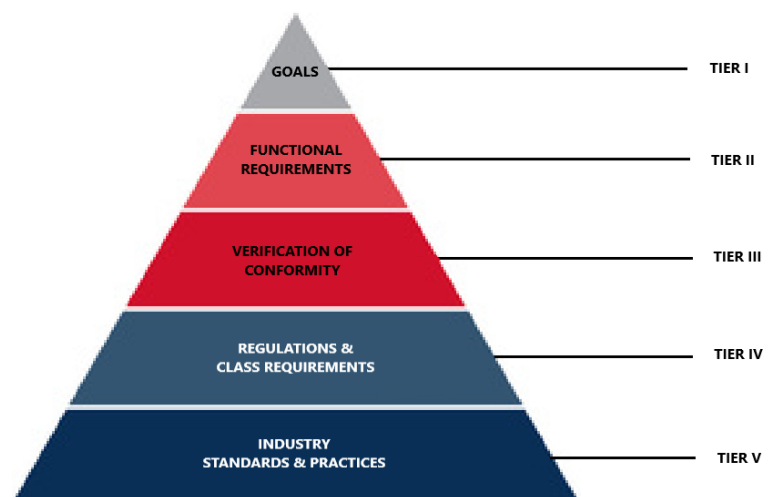 GOALS
TIER I
FUNCTIONAL
REQUIREMENTS
TIER II
VERIFICATION OF
CONFORMITY
TIER III
REGULATIONS &
CLASS REQUIREMENTS
TIER IV
INDUSTRY
STANDARDS & PRACTICES
TIER V